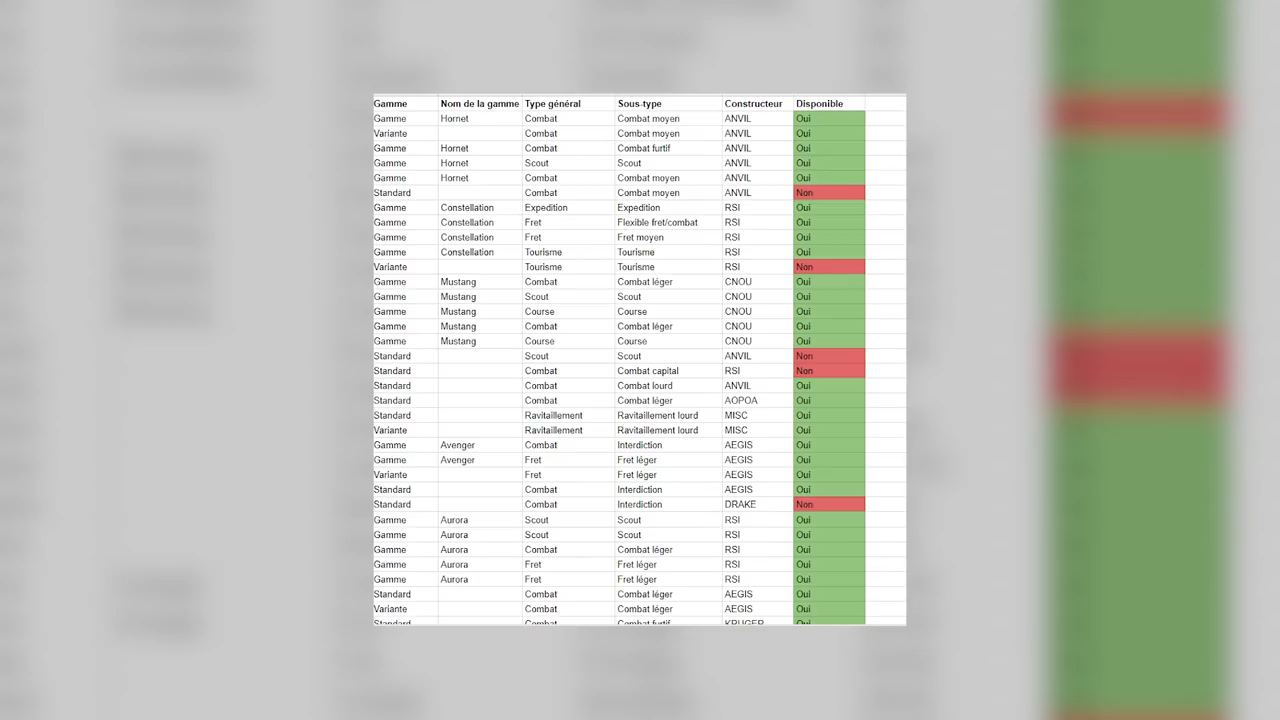 Gamme Nom de la gamme Type général Sous-type Constructeur Disponible
Gamme Hornet Combat Combat moyen ANVIL Oui
Variante Combat Combat moyen ANVIL Oui
Gamme Hornet Combat Combat furtif ANVIL Oui
Gamme Hornet Scout Scout ANVIL Oui
Gamme Hornet Combat Combat moyen ANVIL Oui
Standard Combat Combat moyen ANVIL Non
Gamme Constellation Expedition Expedition RSI Oui
Gamme Constellation Fret Flexible fret/combat RSI Oui
Gamme Constellation Fret Fret moyen RSI Oui
Gamme Constellation Tourisme Tourisme RSI Oui
Variante Tourisme Tourisme RSI Non
Gamme Mustang Combat Combat léger CNOU Oui
Gamme Mustang Scout Scout CNOU Oui
Gamme Mustang Course Course CNOU Oui
Gamme Mustang Combat Combat léger CNOU Oui
Gamme Mustang Course Course CNOU Oui
Standard Scout Scout ANVIL Non
Standard Combat Combat capital RSI Non
Standard Combat Combat lourd ANVIL Oui
Standard Combat Combat léger AOPOA Oui
Standard Ravitaillement Ravitaillement lourd MISC Oui
Variante Ravitaillement Ravitaillement lourd MISC Oui
Gamme Avenger Combat Interdiction AEGIS Oui
Gamme Avenger Fret Fret léger AEGIS Oui
Variante Fret Fret léger AEGIS Oui
Standard Combat Interdiction AEGIS Oui
Standard Combat Interdiction DRAKE Non
Gamme Aurora Scout Scout RSI Oui
Gamme Aurora Scout Scout RSI Oui
Gamme Aurora Combat Combat léger RSI Oui
Gamme Aurora Fret Fret léger RSI Oui
Gamme Aurora Fret Fret léger RSI Oui
Standard Combat Combat léger AEGIS Oui
Variante Combat Combat léger AEGIS Oui
Standard Combat Combat furtif KRUGER Oui